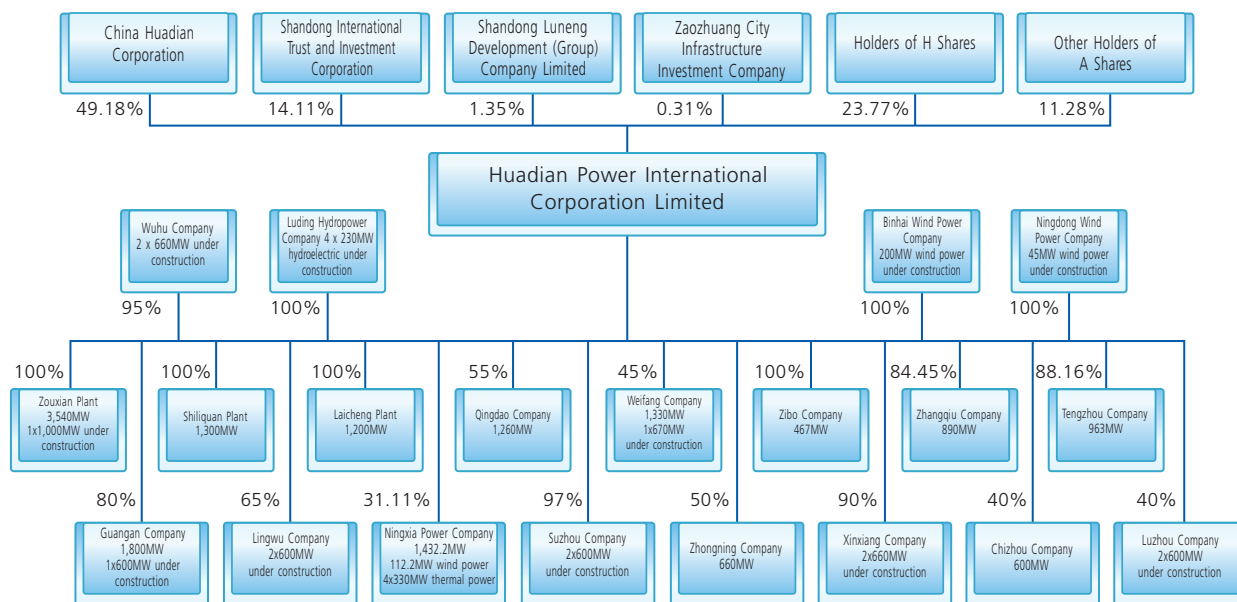 China Huadian
Corporation
Shandong International
Trust and Investment
Corporation
Shandong Luneng
Development (Group)
Company Limited
Zaozhuang City
Infrastructure
Investment Company
Holders of H Shares
Other Holders of
A Shares
49.18%
14.11%
1.35%
0.31%
23.77%
11.28%
Huadian Power International
Corporation Limited
Wuhu Company
2 x 660MW under
construction
Luding Hydropower
Company 4 x 230MW
hydroelectric under
construction
Binhai Wind Power
Company
200MW wind power
under construction
Ningdong Wind
Power Company
45MW wind power
under construction
95%
100%
100%
100%
100%
100%
100%
55%
45%
100%
84.45%
88.16%
Zouxian Plant
3,540MW
1x1,000MW under
construction
Shiliquan Plant
1,300MW
Laicheng Plant
1,200MW
Qingdao Company
1,260MW
Weifang Company
1,330MW
1x670MW
under construction
Zibo Company
467MW
Zhangqiu Company
890MW
Tengzhou Company
963MW
80%
65%
31.11%
97%
50%
90%
40%
40%
Guangan Company
1,800MW
1x600MW under
construction
Lingwu Company
2x600MW
under construction
Ningxia Power Company
1,432.2MW
112.2MW wind power
4x330MW thermal power
Suzhou Company
2x600MW
under construction
Zhongning Company
660MW
Xinxiang Company
2x660MW
under construction
Chizhou Company
600MW
Luzhou Company
2x600MW
under construction